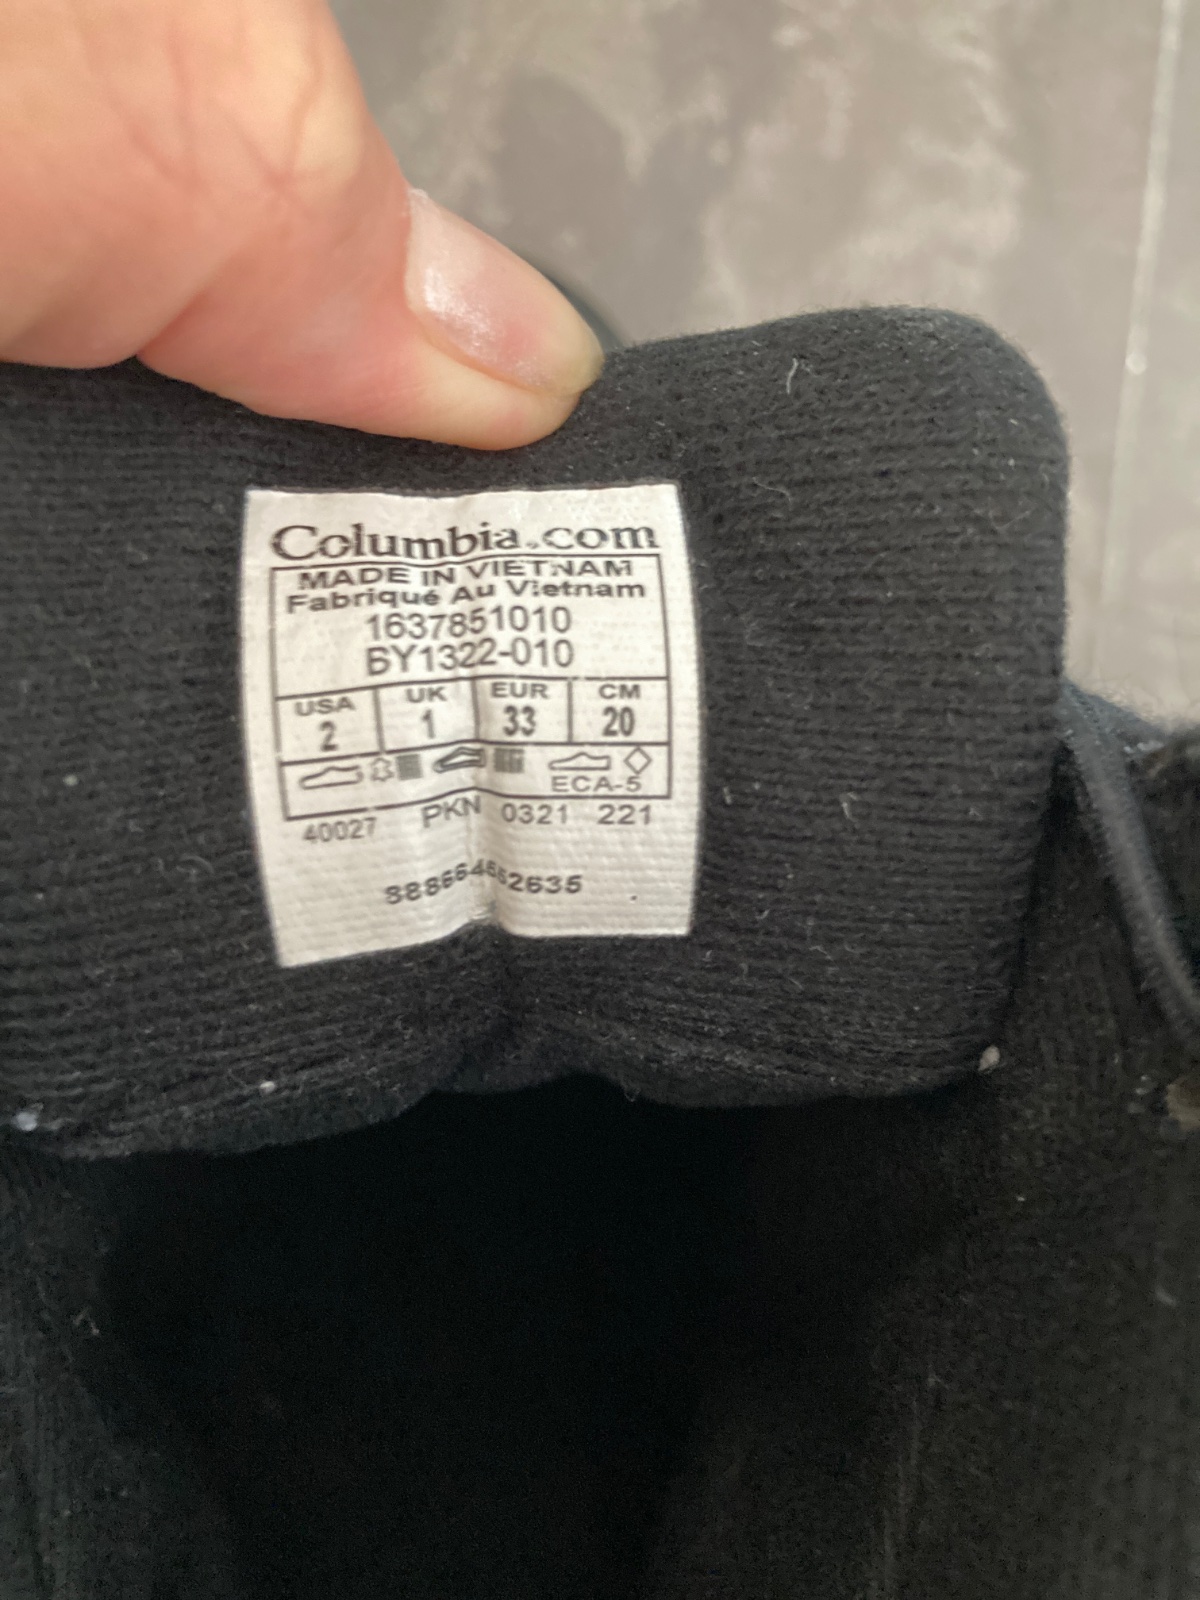 Columbia.com
MADE IN VIETNAM
Fabriqué Au Vietnam
1637851010
BY1322-010
USA UK EUR CM
2 1 33 20
ECA-5
40027 PKN 0321 221